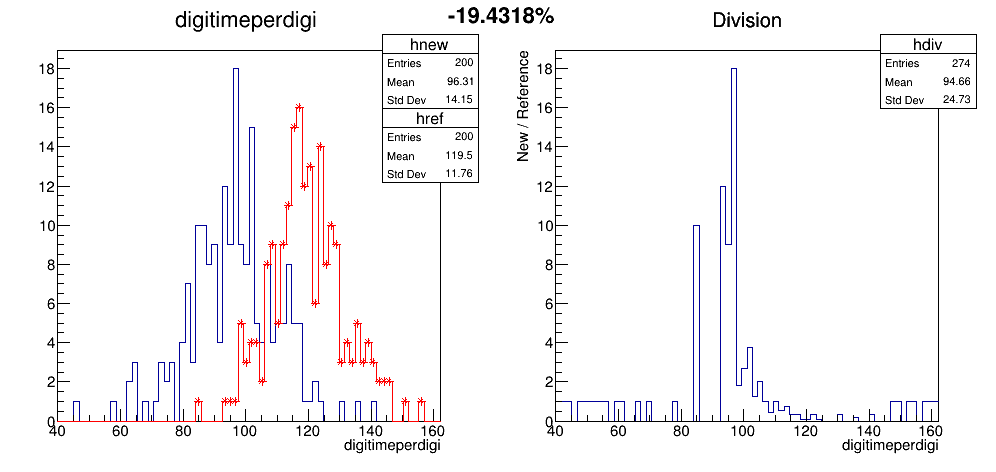 -19.4318%
digitimeperdigi
hnew
Entries 200
Mean 96.31
Std Dev 14.15
href
Entries 200
Mean 119.5
Std Dev 11.76
18
16
14
12
10
8
6
4
2
0
40 60 80 100 120 140 160
digitimeperdigi
Division
hdiv
Entries 274
Mean 94.66
Std Dev 24.73
New / Reference
18
16
14
12
10
8
6
4
2
0
40 60 80 100 120 140 160
digitimeperdigi